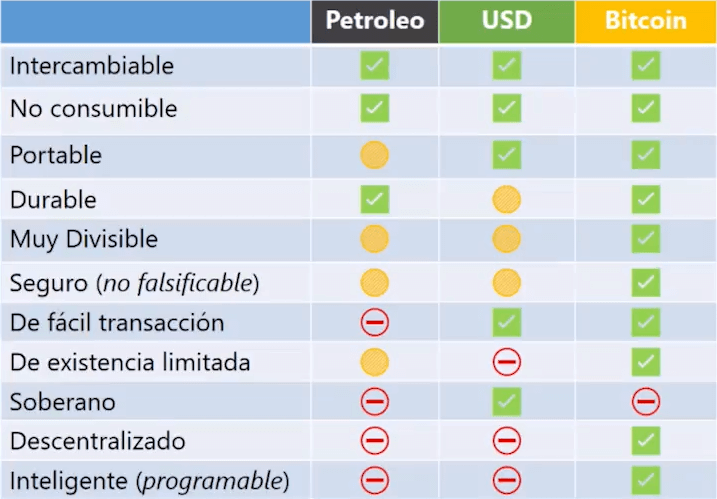 Petroleo USD Bitcoin
Intercambiable
No consumible
Portable
Durable
Muy Divisible
Seguro (no falsificable)
De fácil transacción
De existencia limitada
Soberano
Descentralizado
Inteligente (programable)